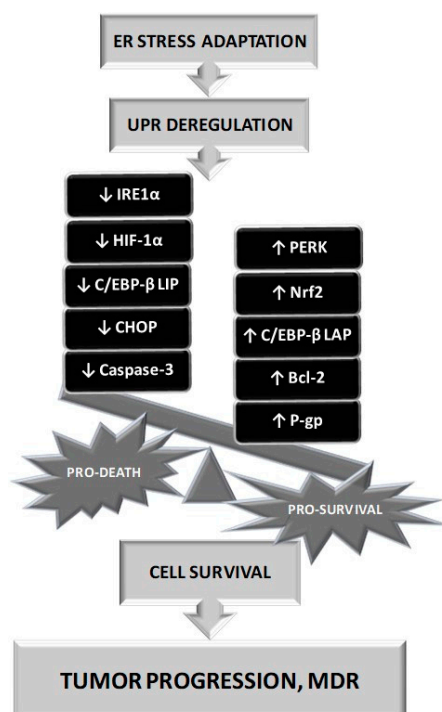 ER STRESS ADAPTATION
UPR DEREGULATION
↓ IRE1α
↓ HIF-1α
↓ C/EBP-β LIP
↓ CHOP
↓ Caspase-3
↑ PERK
↑ Nrf2
↑ C/EBP-β LAP
↑ Bcl-2
↑ P-gp
PRO-DEATH
PRO-SURVIVAL
CELL SURVIVAL
TUMOR PROGRESSION, MDR